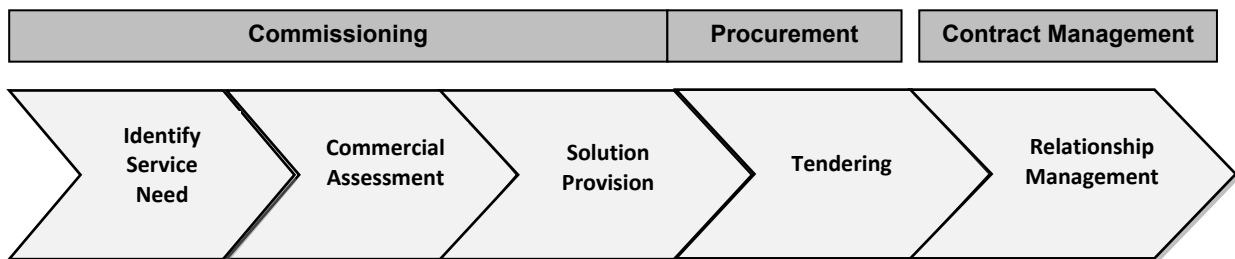 Commissioning
Procurement
Contract Management
Identify
Service
Need
Commercial
Assessment
Solution
Provision
Tendering
Relationship
Management